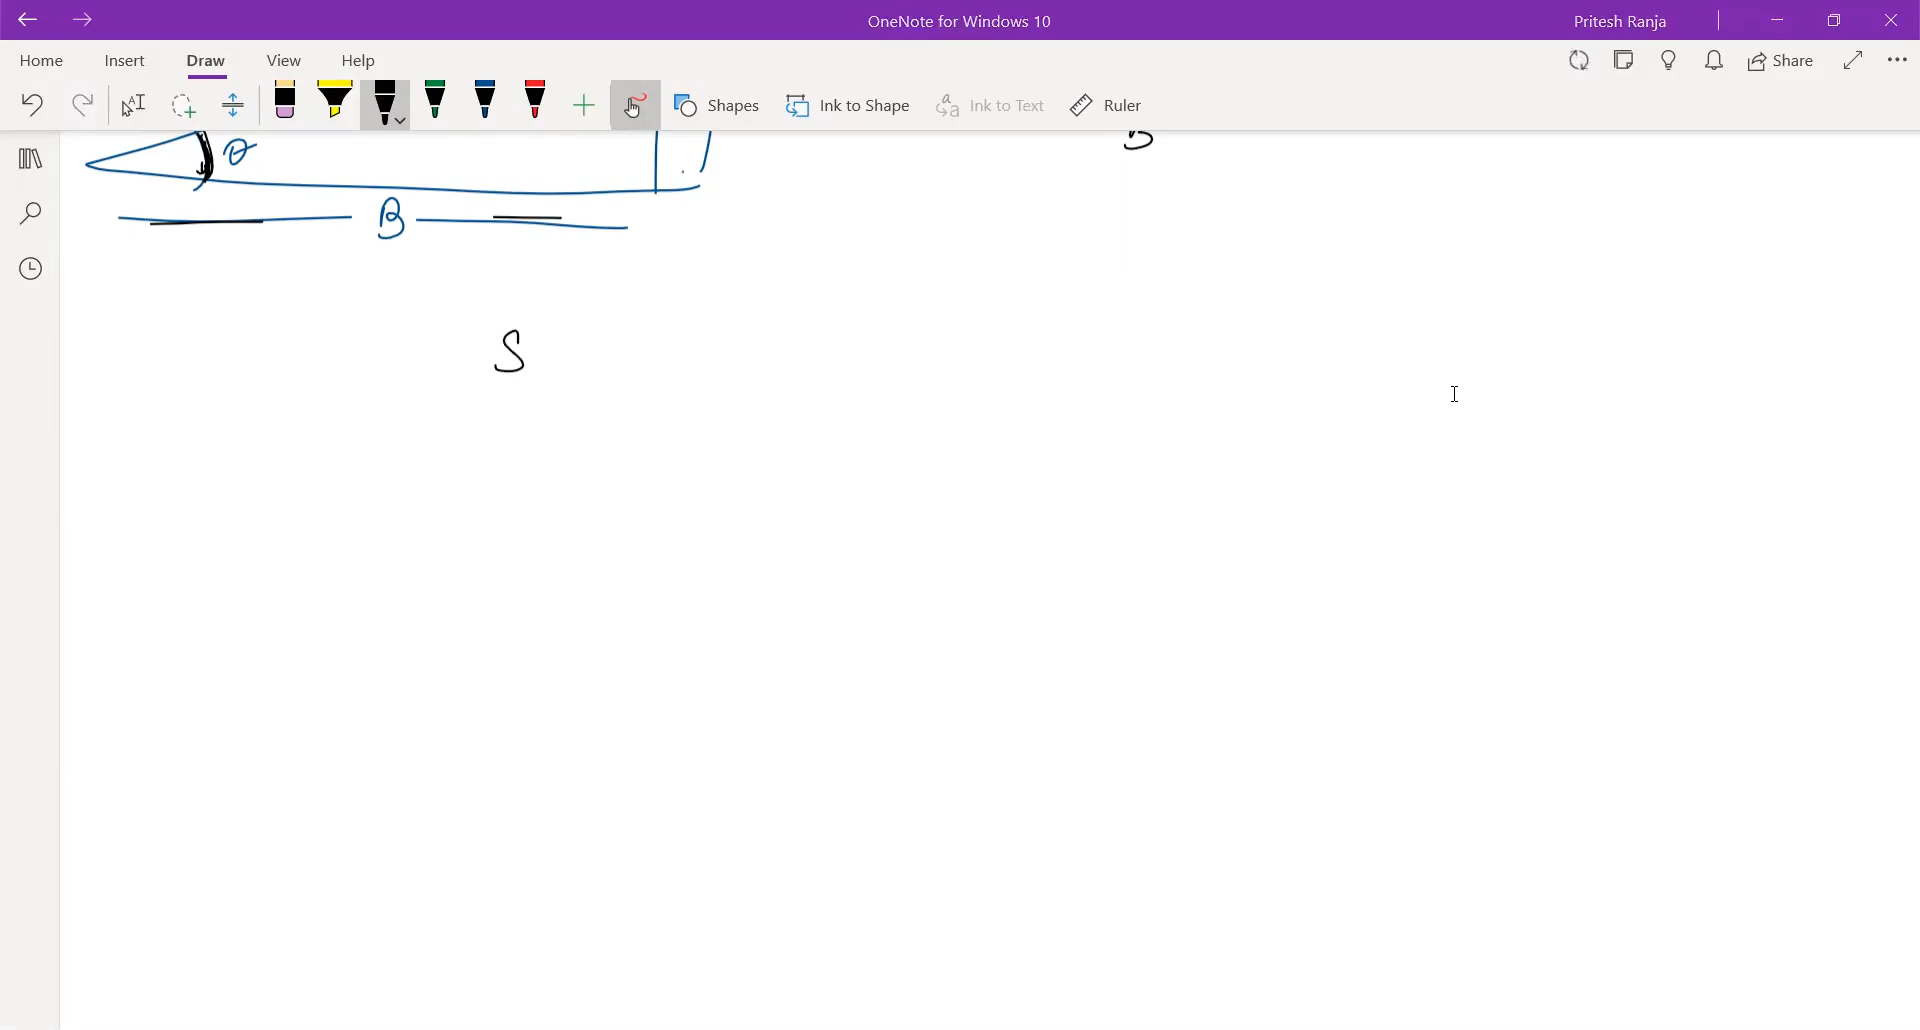 OneNote for Windows 10 Pritesh Ranja
Home Insert Draw View Help Share
Shapes Ink to Shape Ink to Text Ruler
θ B
B
S